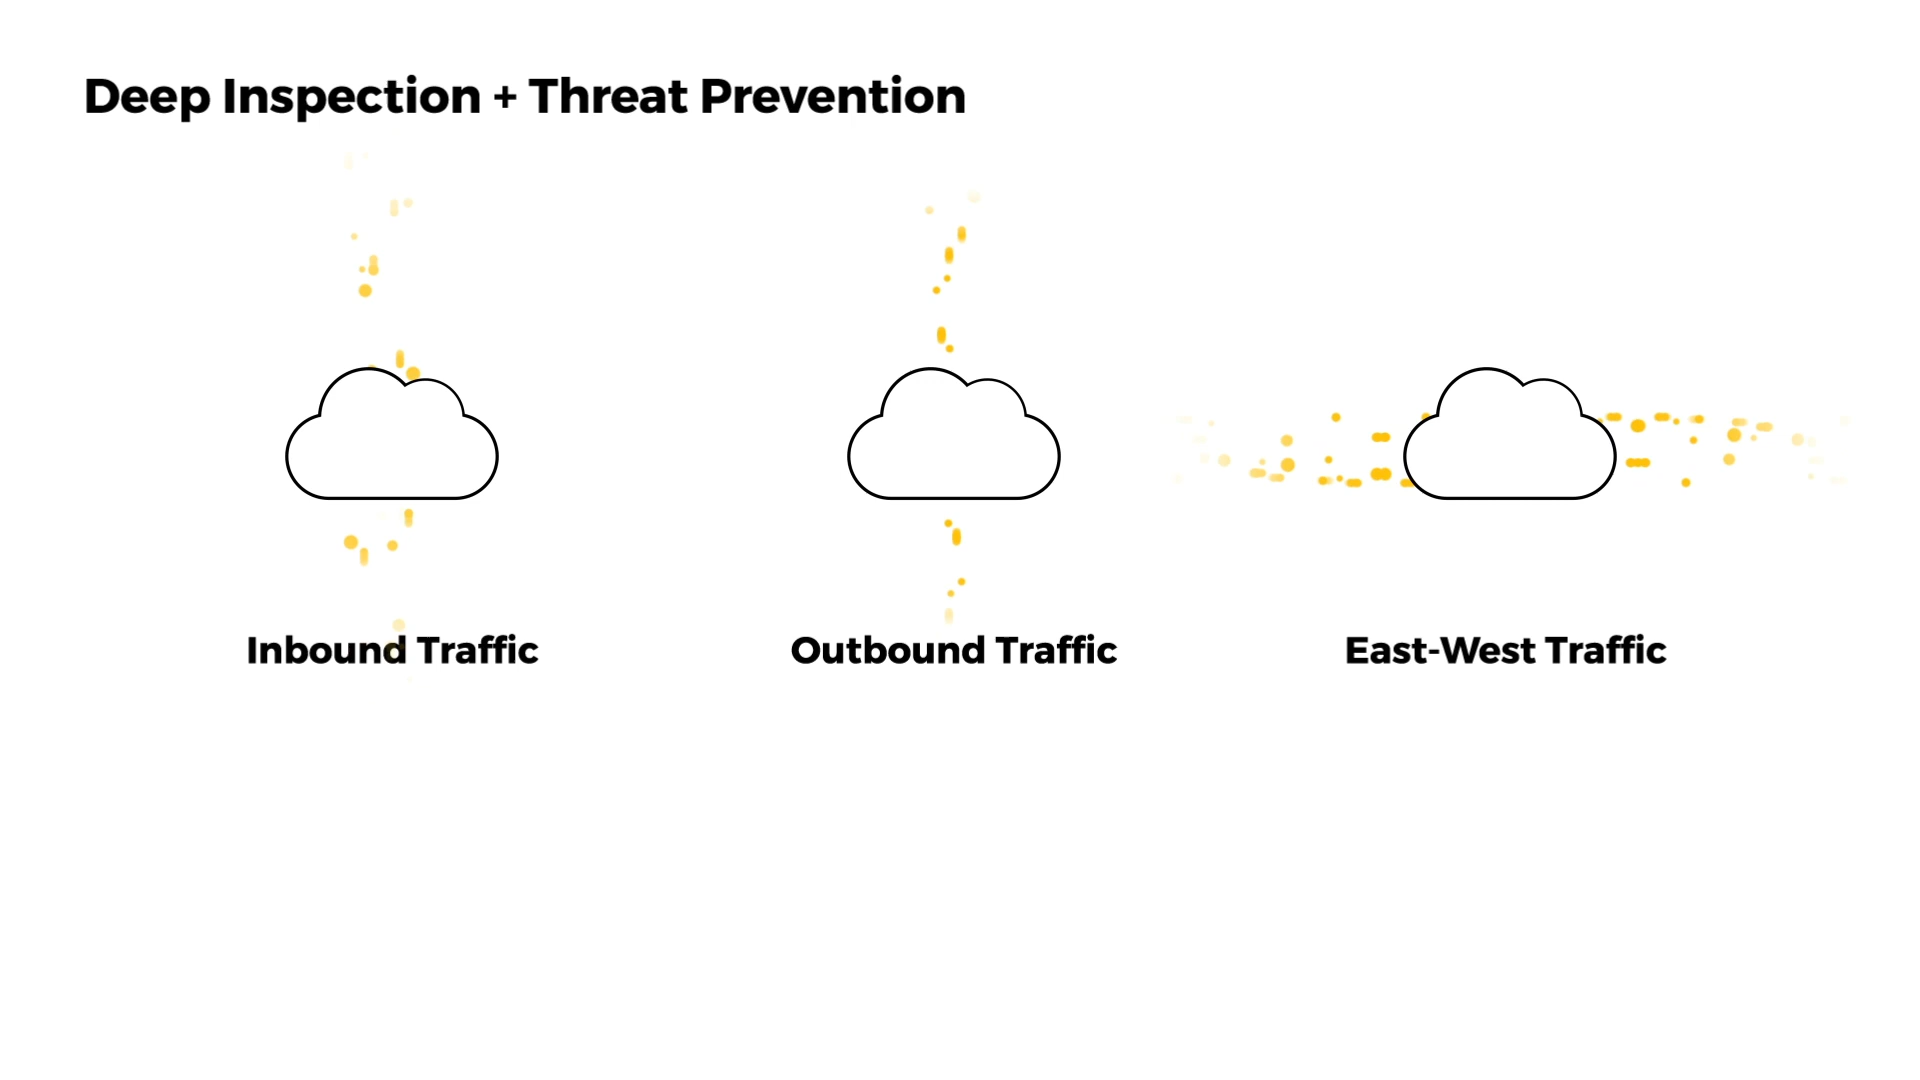 Deep Inspection + Threat Prevention
Inbound Traffic
Outbound Traffic
East-West Traffic